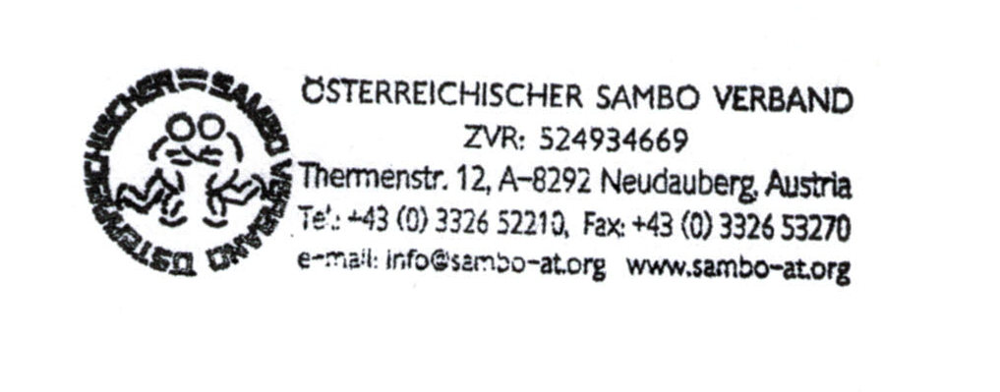 ÖSTERREICHISCHER SAMBO VERBAND
ÖSTERREICHISCHER SAMBO VERBAND
ZVR: 524934669
Thermenstr. 12, A-8292 Neudauberg, Austria
Tel.: +43 (0) 3326 52210, Fax: +43 (0) 3326 53270
e-mail: info@sambo-at.org www.sambo-at.org